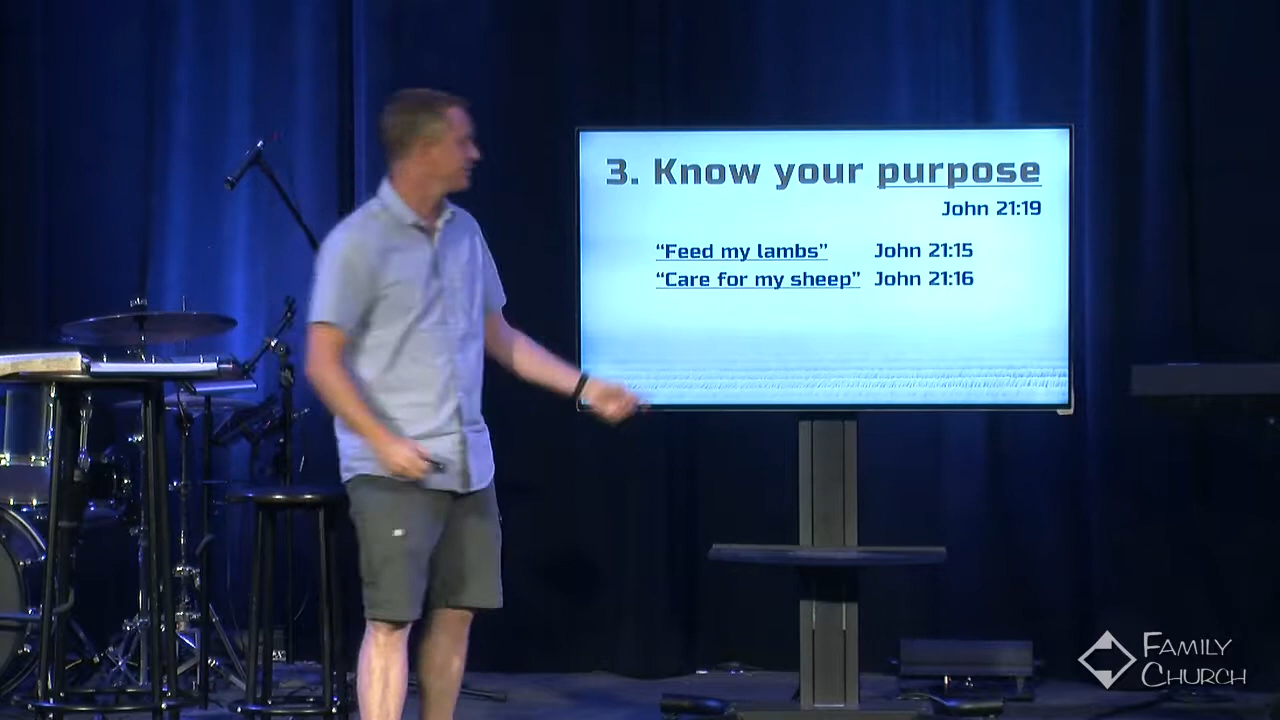 3. Know your purpose
John 21:19
“Feed my lambs” John 21:15
“Care for my sheep” John 21:16
FAMILY
CHURCH